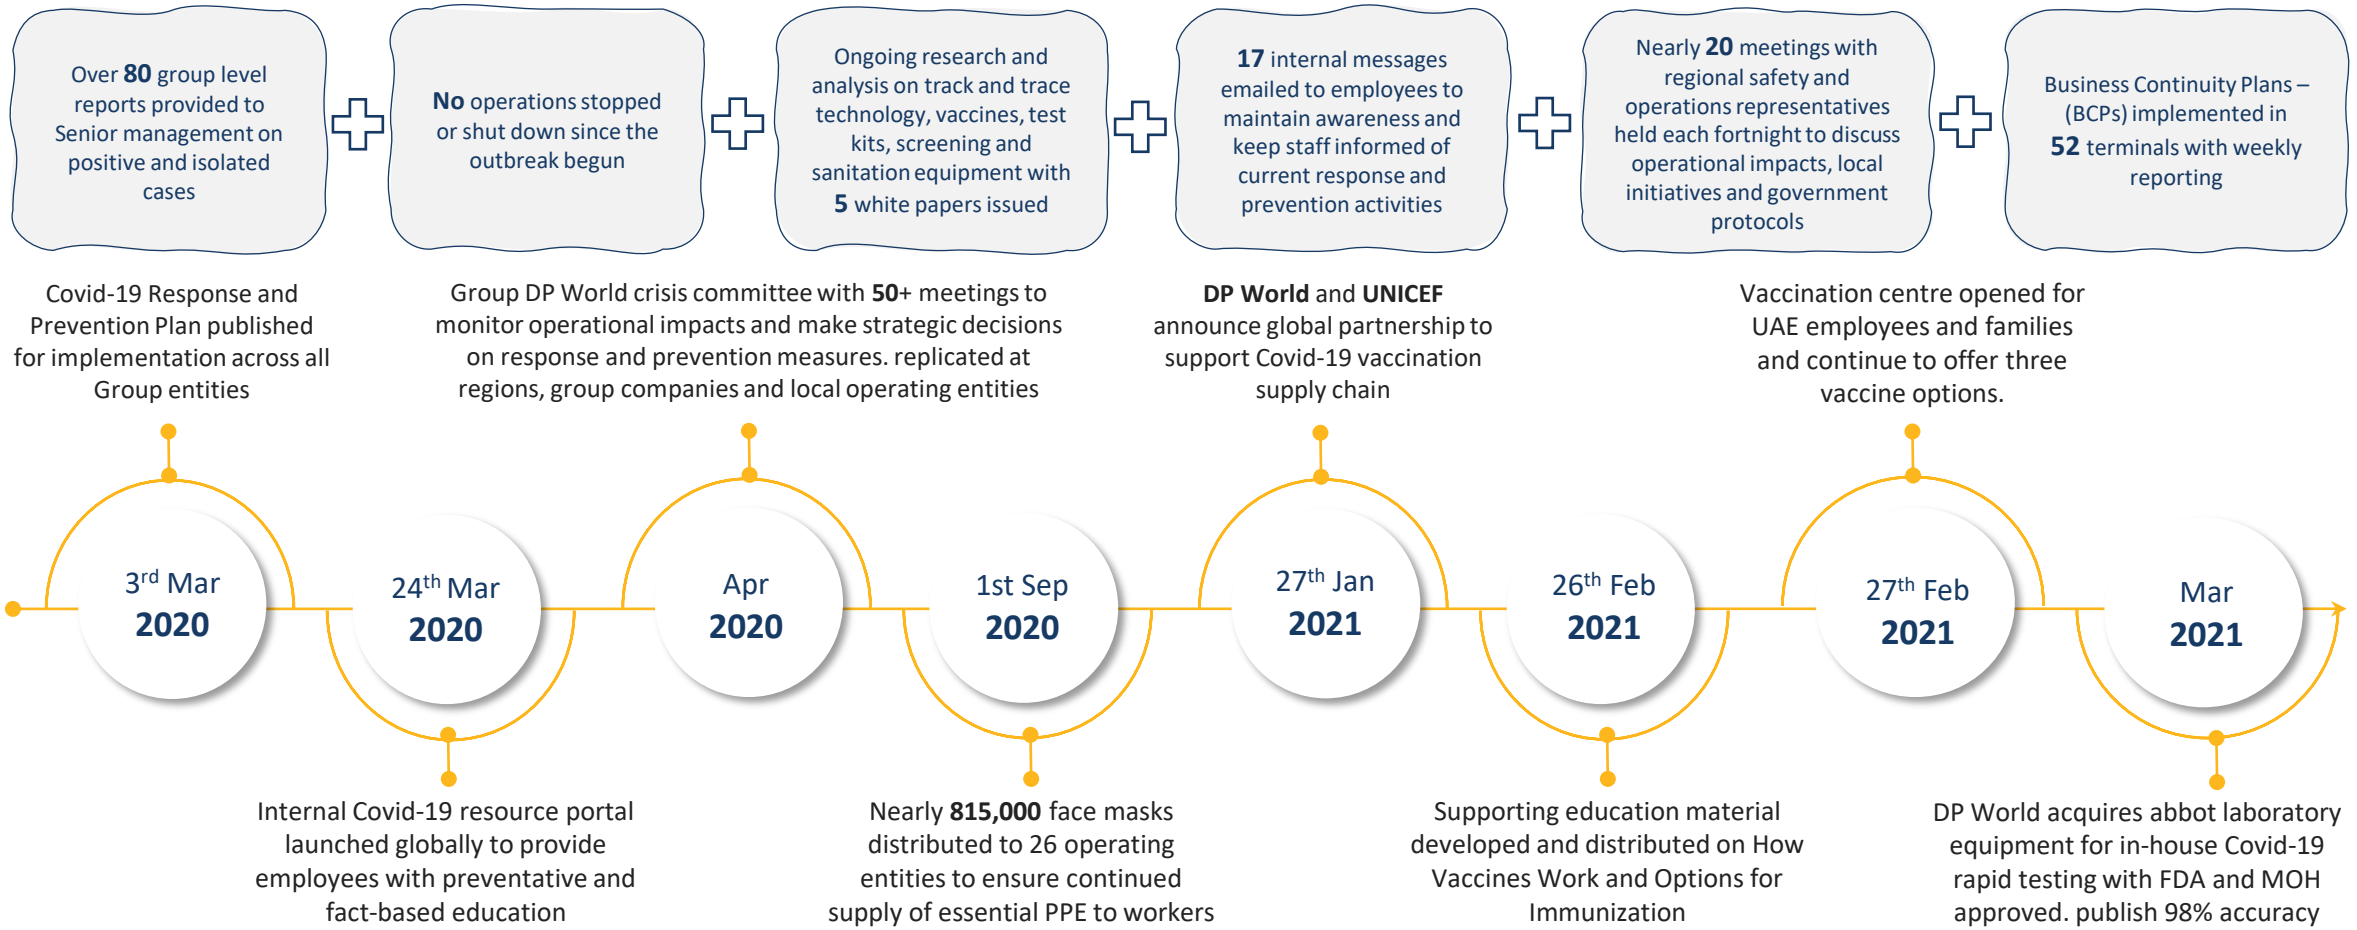 Over 80 group level
reports provided to
Senior management on
positive and isolated
cases
No operations stopped
or shut down since the
outbreak begun
Ongoing research and
analysis on track and trace
technology, vaccines, test
kits, screening and
sanitation equipment with
5 white papers issued
17 internal messages
emailed to employees to
maintain awareness and
keep staff informed of
current response and
prevention activities
Nearly 20 meetings with
regional safety and
operations representatives
held each fortnight to discuss
operational impacts, local
initiatives and government
protocols
Business Continuity Plans –
(BCPs) implemented in
52 terminals with weekly
reporting
Covid-19 Response and
Prevention Plan published
for implementation across all
Group entities
Group DP World crisis committee with 50+ meetings to
monitor operational impacts and make strategic decisions
on response and prevention measures. replicated at
regions, group companies and local operating entities
DP World and UNICEF
announce global partnership to
support Covid-19 vaccination
supply chain
Vaccination centre opened for
UAE employees and families
and continue to offer three
vaccine options.
3rd Mar
2020
24th Mar
2020
Apr
2020
1st Sep
2020
27th Jan
2021
26th Feb
2021
27th Feb
2021
Mar
2021
Internal Covid-19 resource portal
launched globally to provide
employees with preventative and
fact-based education
Nearly 815,000 face masks
distributed to 26 operating
entities to ensure continued
supply of essential PPE to workers
Supporting education material
developed and distributed on How
Vaccines Work and Options for
Immunization
DP World acquires abbot laboratory
equipment for in-house Covid-19
rapid testing with FDA and MOH
approved. publish 98% accuracy